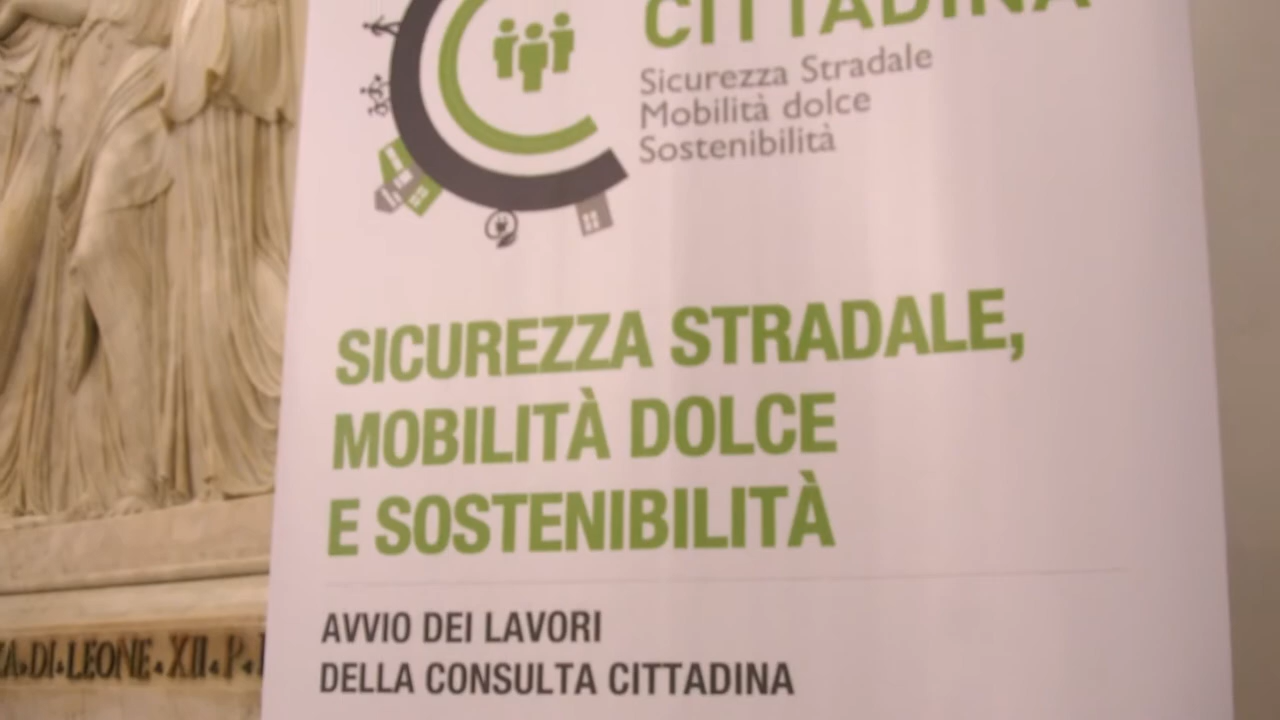 CITTADINA
Sicurezza Stradale
Mobilità dolce
Sostenibilità
SICUREZZA STRADALE,
MOBILITÀ DOLCE
E SOSTENIBILITÀ
AVVIO DEI LAVORI
DELLA CONSULTA CITTADINA
DI LEONE XII P